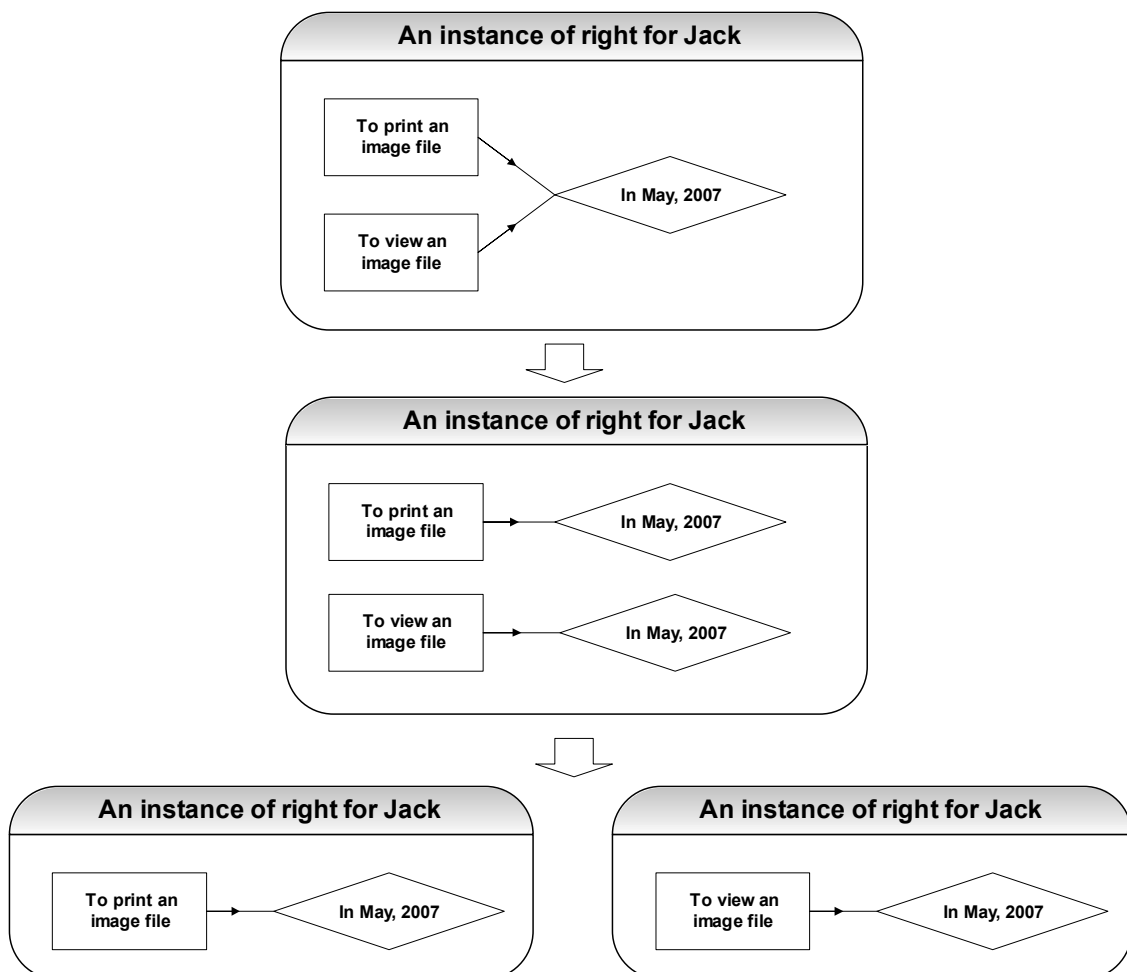 An instance of right for Jack
To print an
image file
In May, 2007
To view an
image file
An instance of right for Jack
To print an
image file
In May, 2007
To view an
image file
In May, 2007
An instance of right for Jack
To print an
image file
In May, 2007
An instance of right for Jack
To view an
image file
In May, 2007